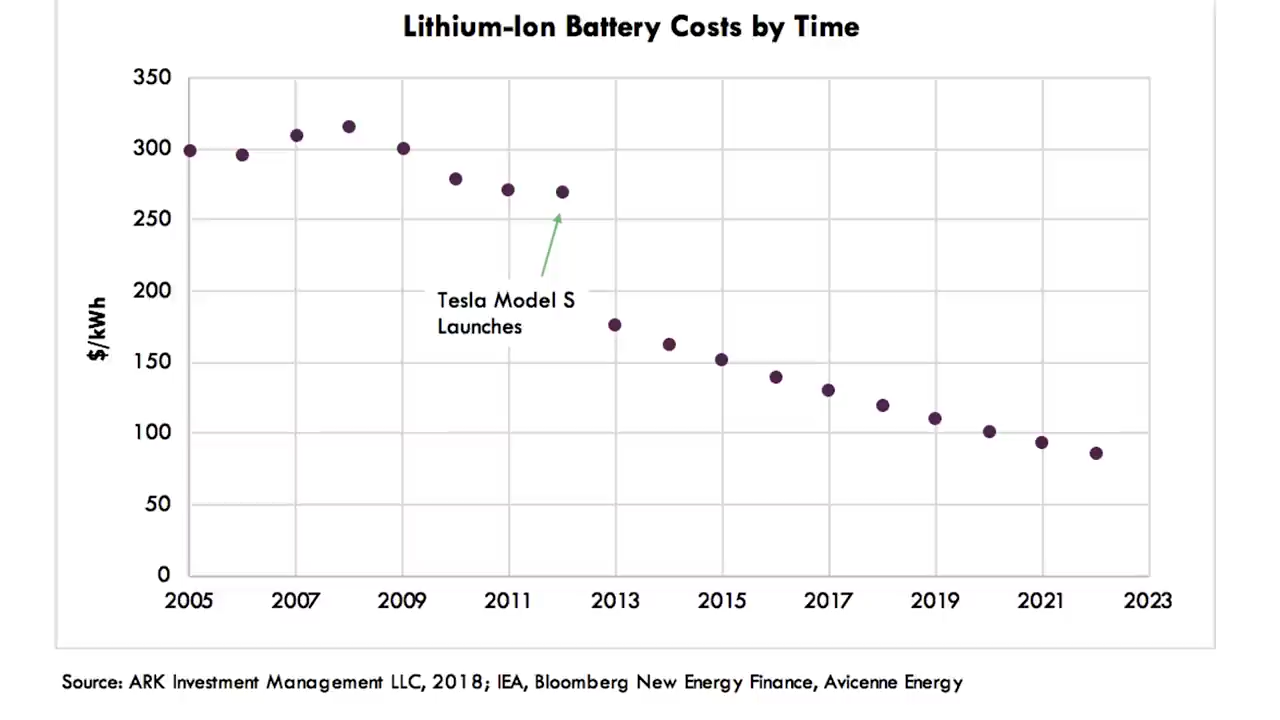 Lithium-Ion Battery Costs by Time
350
300
250
200
150
100
50
0
$/kWh
Tesla Model S
Launches
2005 2007 2009 2011 2013 2015 2017 2019 2021 2023
Source: ARK Investment Management LLC, 2018; IEA, Bloomberg New Energy Finance, Avicenne Energy